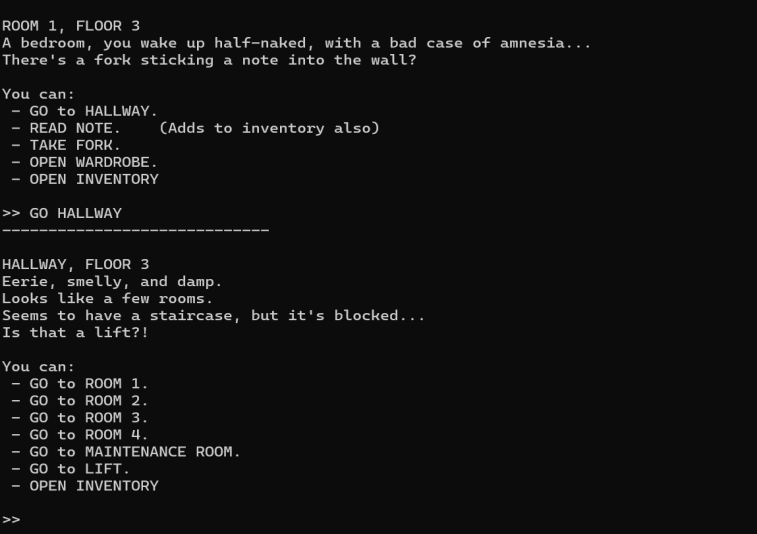 ROOM 1, FLOOR 3
A bedroom, you wake up half-naked, with a bad case of amnesia...
There's a fork sticking a note into the wall?
You can:
- GO to HALLWAY.
- READ NOTE.    (Adds to inventory also)
- TAKE FORK.
- OPEN WARDROBE.
- OPEN INVENTORY
>> GO HALLWAY
-----------------------------
HALLWAY, FLOOR 3
Eerie, smelly, and damp.
Looks like a few rooms.
Seems to have a staircase, but it's blocked...
Is that a lift?!
You can:
- GO to ROOM 1.
- GO to ROOM 2.
- GO to ROOM 3.
- GO to ROOM 4.
- GO to MAINTENANCE ROOM.
- GO to LIFT.
- OPEN INVENTORY
>>